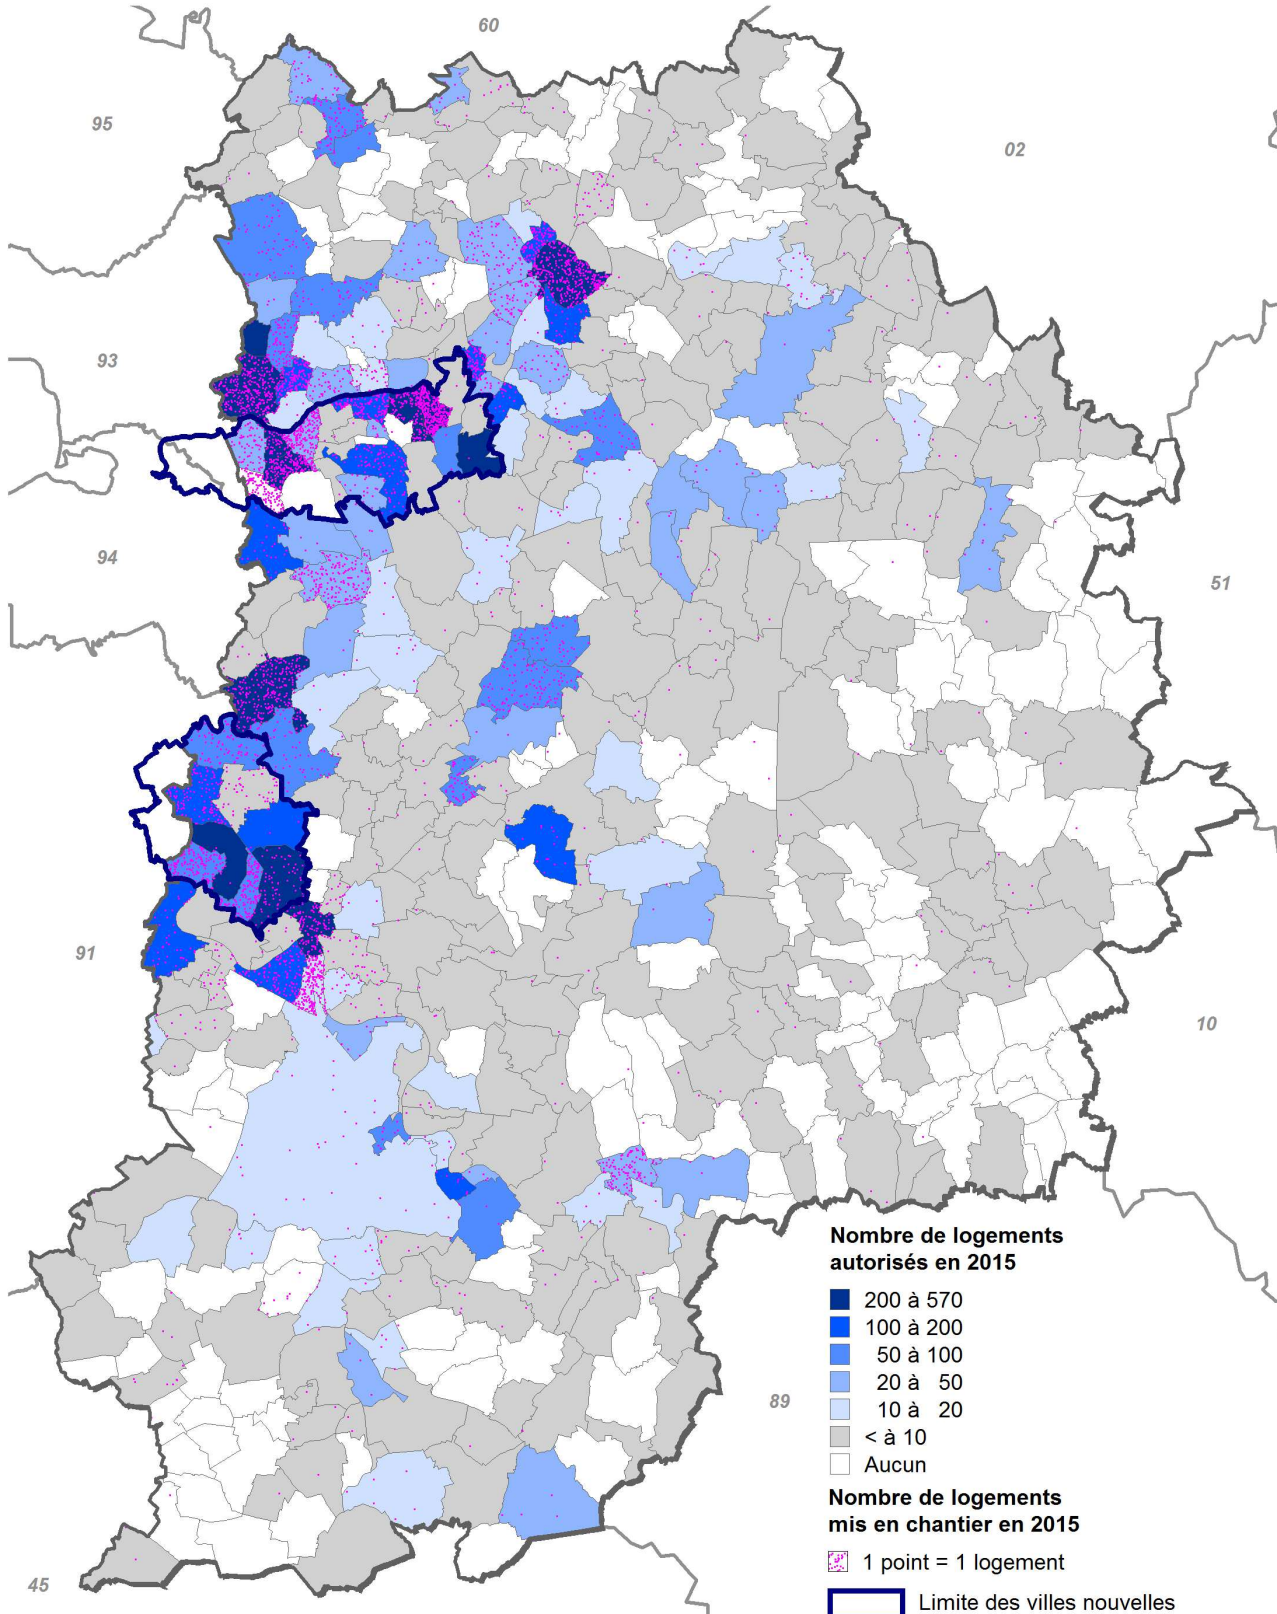 60
95
02
93
94
51
91
10
Nombre de logements
autorisés en 2015
200 à 570
100 à 200
50 à 100
20 à 50
10 à 20
< à 10
Aucun
89
Nombre de logements
mis en chantier en 2015
1 point = 1 logement
45
Limite des villes nouvelles